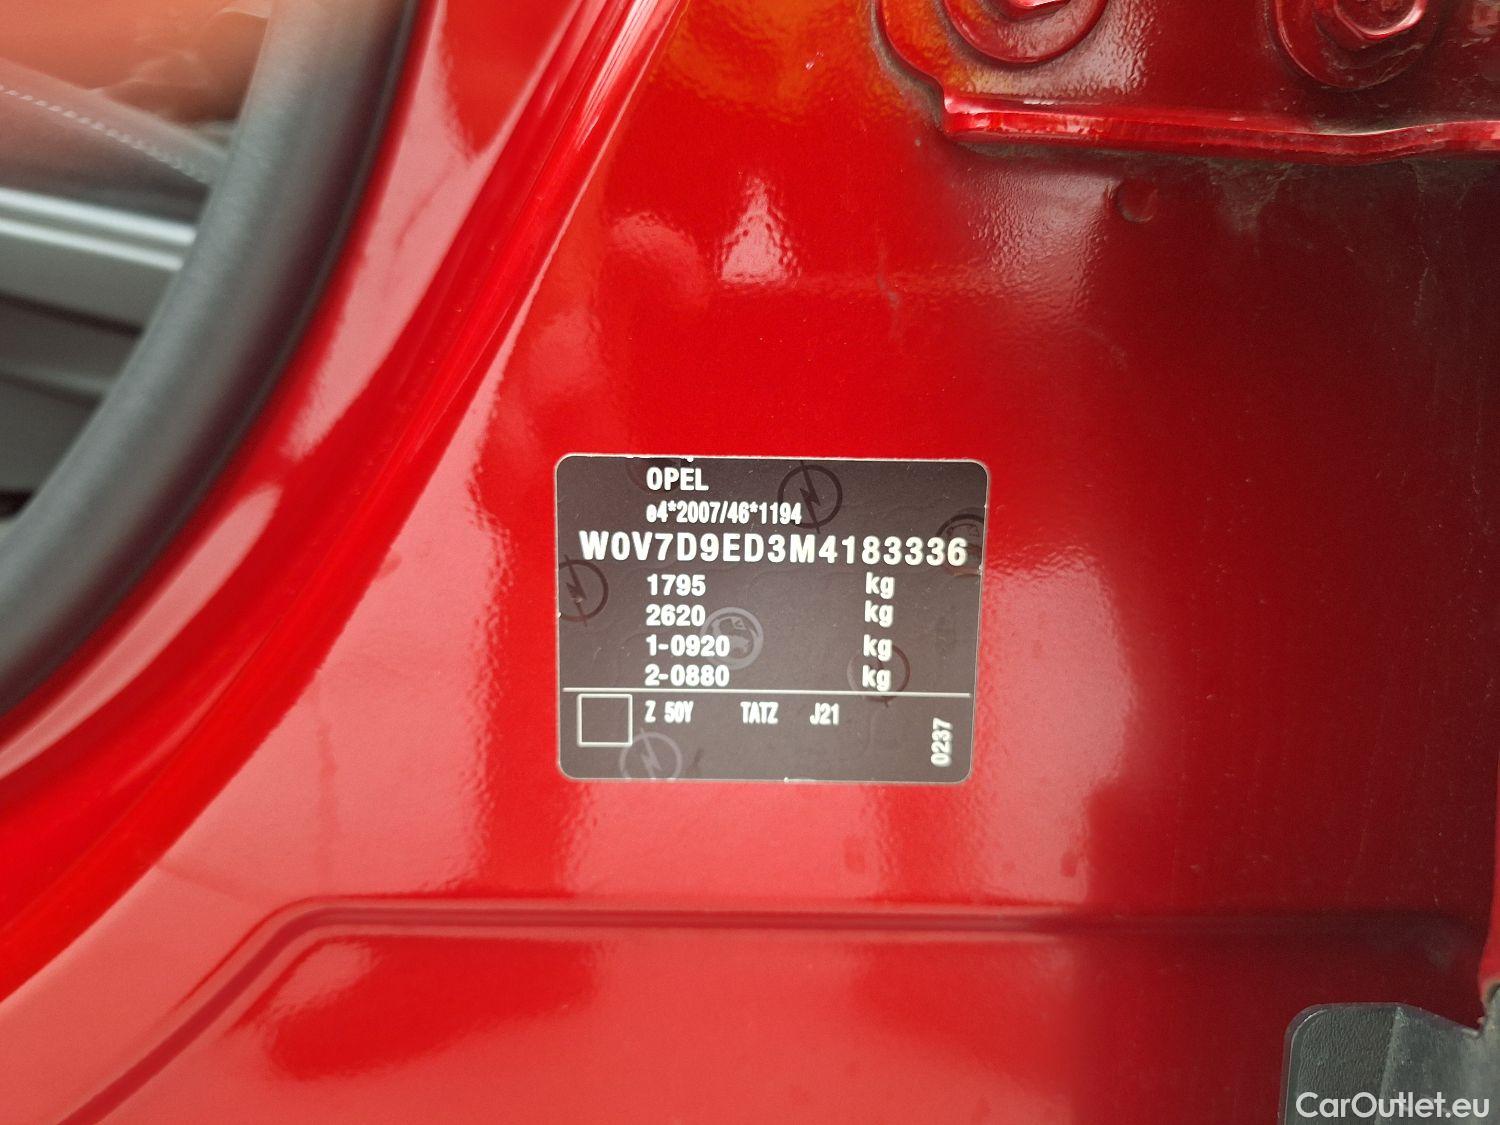 OPEL
e4*2007/46*1194
W0V7D9ED3M4183336
1795 kg
2620 kg
1-0920 kg
2-0880 kg
Z 50Y TATZ J21
0237
CarOutlet.eu